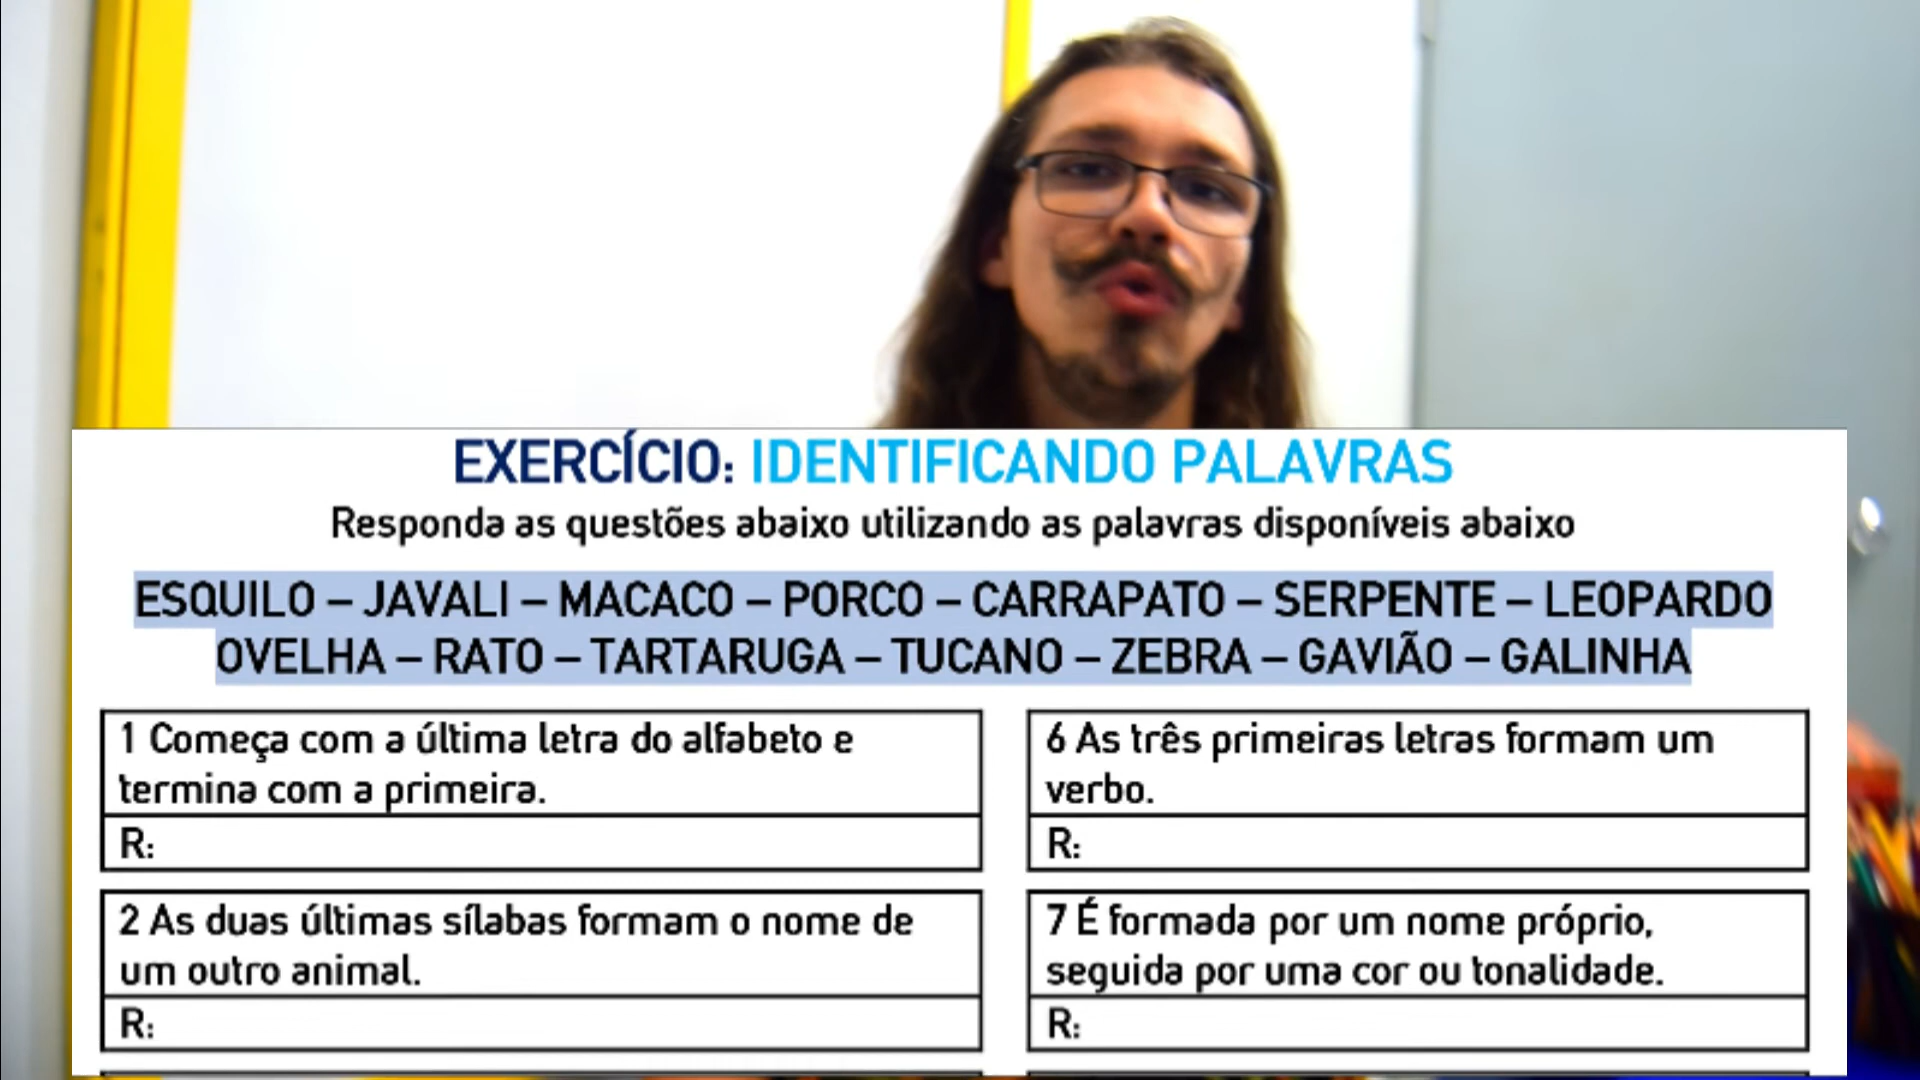 EXERCÍCIO: IDENTIFICANDO PALAVRAS
Responda as questões abaixo utilizando as palavras disponíveis abaixo
ESQUILO – JAVALI – MACACO – PORCO – CARRAPATO – SERPENTE – LEOPARDO
OVELHA – RATO – TARTARUGA – TUCANO – ZEBRA – GAVIÃO – GALINHA
1 Começa com a última letra do alfabeto e
termina com a primeira.
R:
2 As duas últimas sílabas formam o nome de
um outro animal.
R:
6 As três primeiras letras formam um
verbo.
R:
7 É formada por um nome próprio,
seguida por uma cor ou tonalidade.
R: